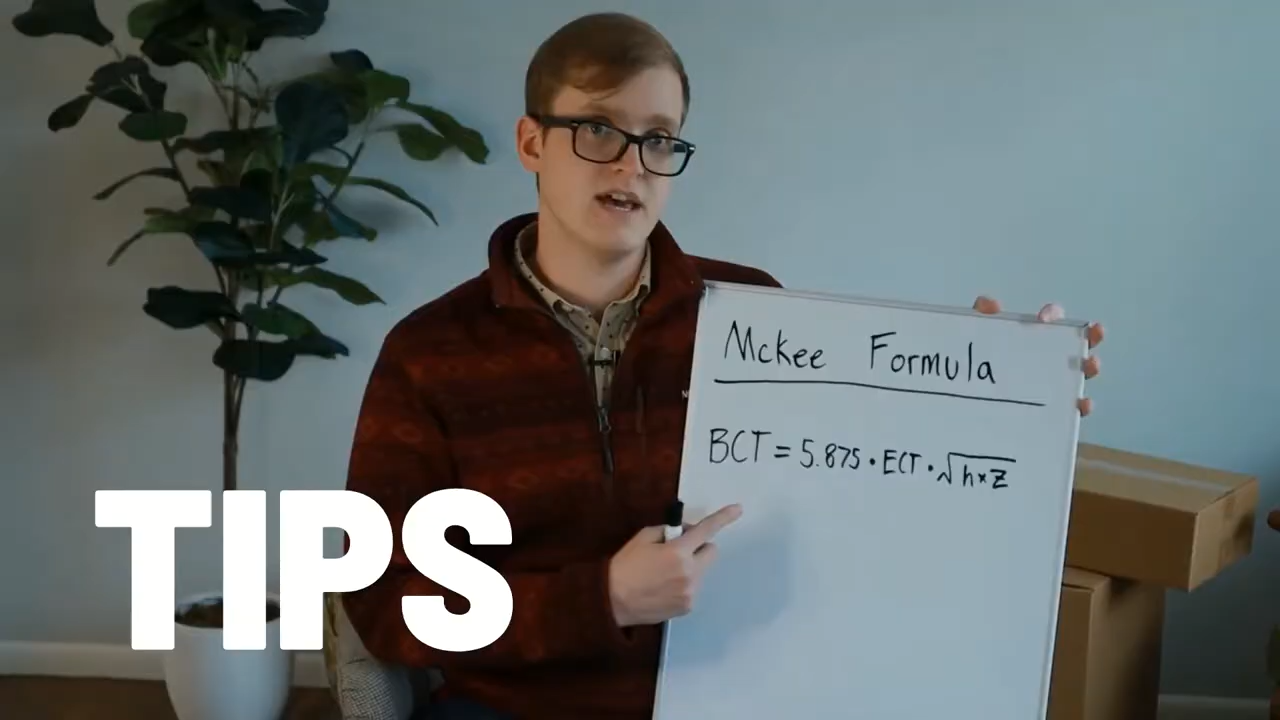 Mckee Formula
BCT = 5.875 • ECT • √h×Z
TIPS